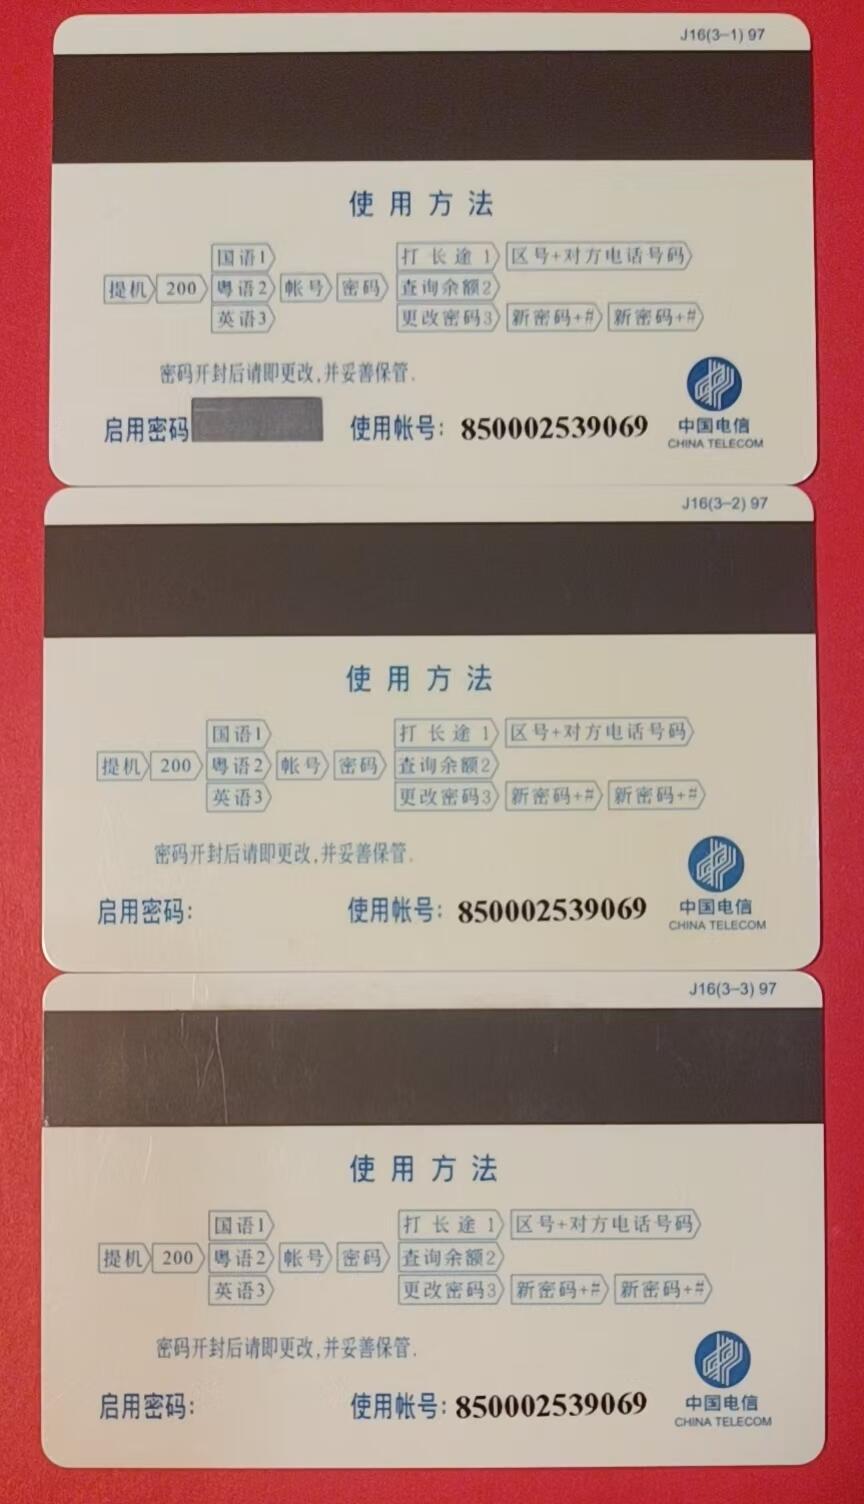 J16(3-1) 97
使用方法
国语1 打长途1 区号+对方电话号码
提机 200 粤语2 帐号 密码 查询余额2
英语3 更改密码3 新密码+# 新密码+#
密码开封后请即更改,并妥善保管.
启用密码 使用帐号: 850002539069
中国电信
CHINA TELECOM
J16(3-2) 97
使用方法
国语1 打长途1 区号+对方电话号码
提机 200 粤语2 帐号 密码 查询余额2
英语3 更改密码3 新密码+# 新密码+#
密码开封后请即更改,并妥善保管.
启用密码: 使用帐号: 850002539069
中国电信
CHINA TELECOM
J16(3-3) 97
使用方法
国语1 打长途1 区号+对方电话号码
提机 200 粤语2 帐号 密码 查询余额2
英语3 更改密码3 新密码+# 新密码+#
密码开封后请即更改,并妥善保管.
启用密码: 使用帐号: 850002539069
中国电信
CHINA TELECOM